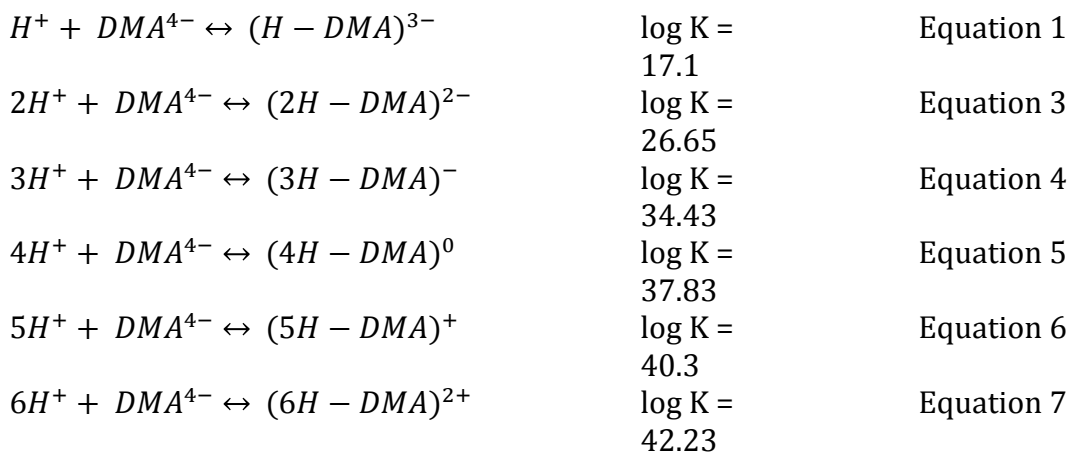 H⁺ + DMA⁴⁻ ↔ (H − DMA)³⁻ log K = 17.1 Equation 1
2H⁺ + DMA⁴⁻ ↔ (2H − DMA)²⁻ log K = 26.65 Equation 3
3H⁺ + DMA⁴⁻ ↔ (3H − DMA)⁻ log K = 34.43 Equation 4
4H⁺ + DMA⁴⁻ ↔ (4H − DMA)⁰ log K = 37.83 Equation 5
5H⁺ + DMA⁴⁻ ↔ (5H − DMA)⁺ log K = 40.3 Equation 6
6H⁺ + DMA⁴⁻ ↔ (6H − DMA)²⁺ log K = 42.23 Equation 7